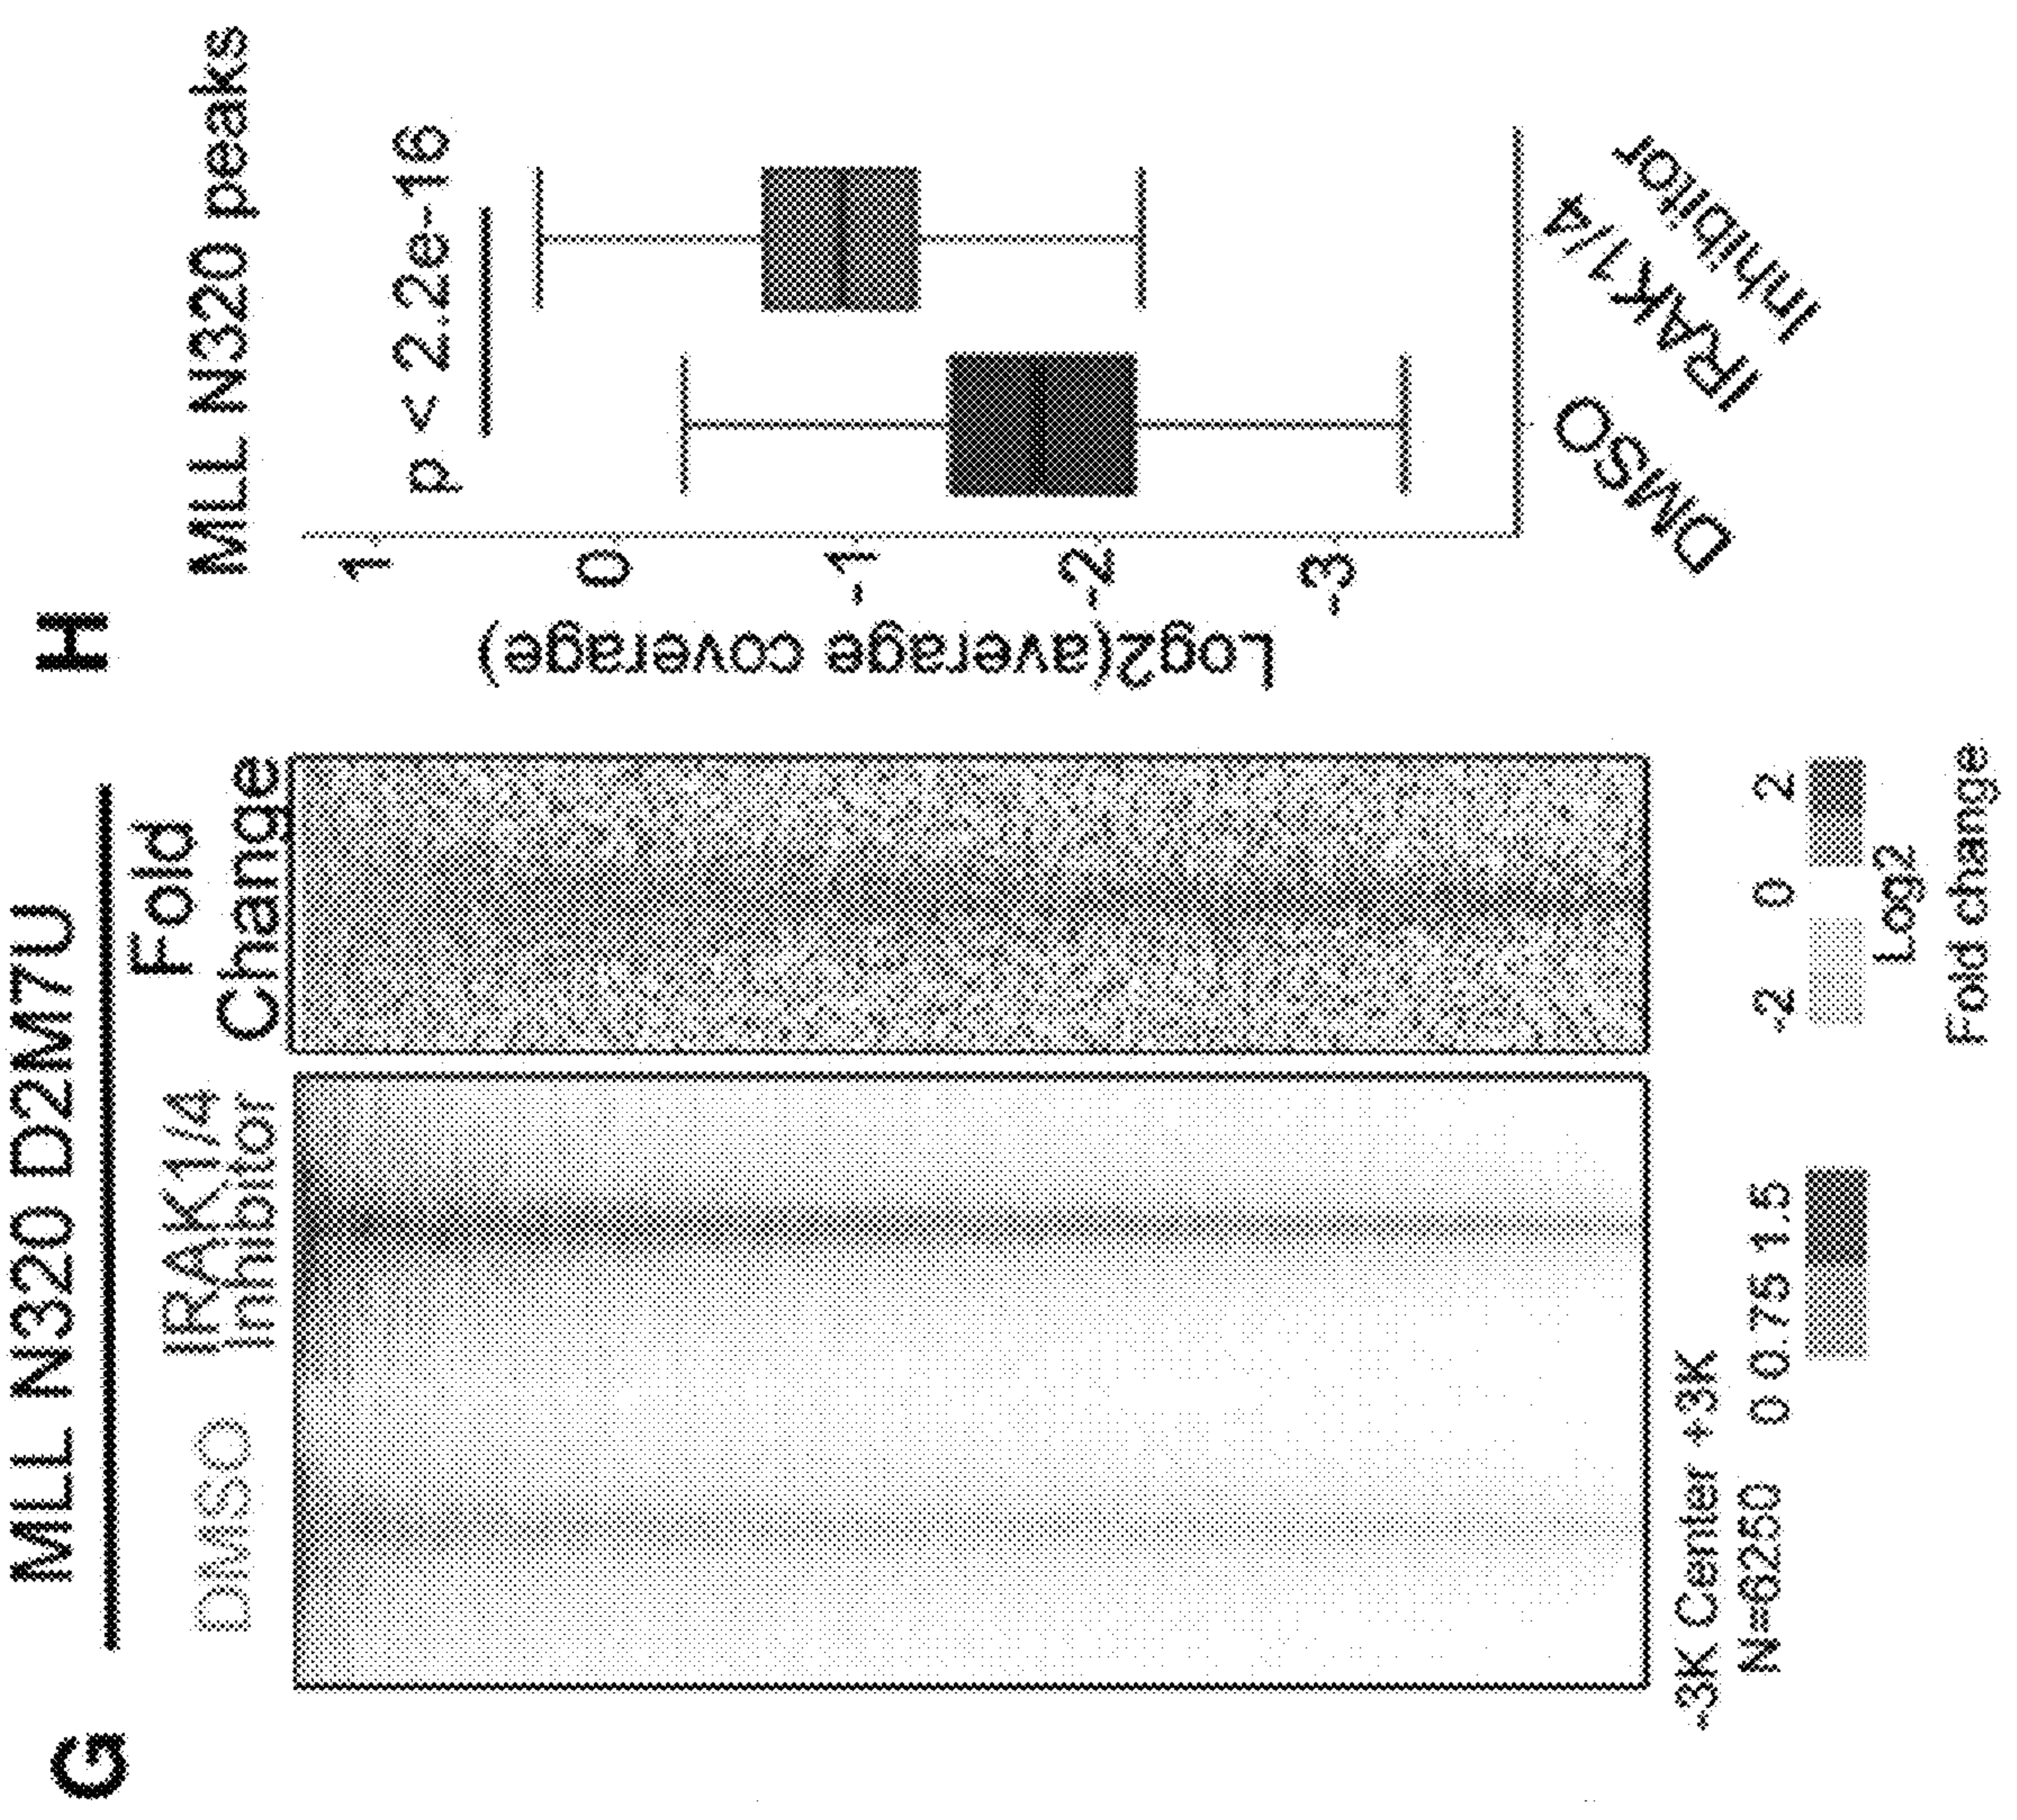 G
MLL N320 D2M7U
DMSO
IRAK1/4
Inhibitor
Fold
Change
-3K Center +3K
N=6250
0 0.75 1.5
-2 0 2
Log2
Fold change
H
MLL N320 peaks
p < 2.2e-16
Log2(average coverage)
1
0
-1
-2
-3
DMSO
IRAK1/4
Inhibitor